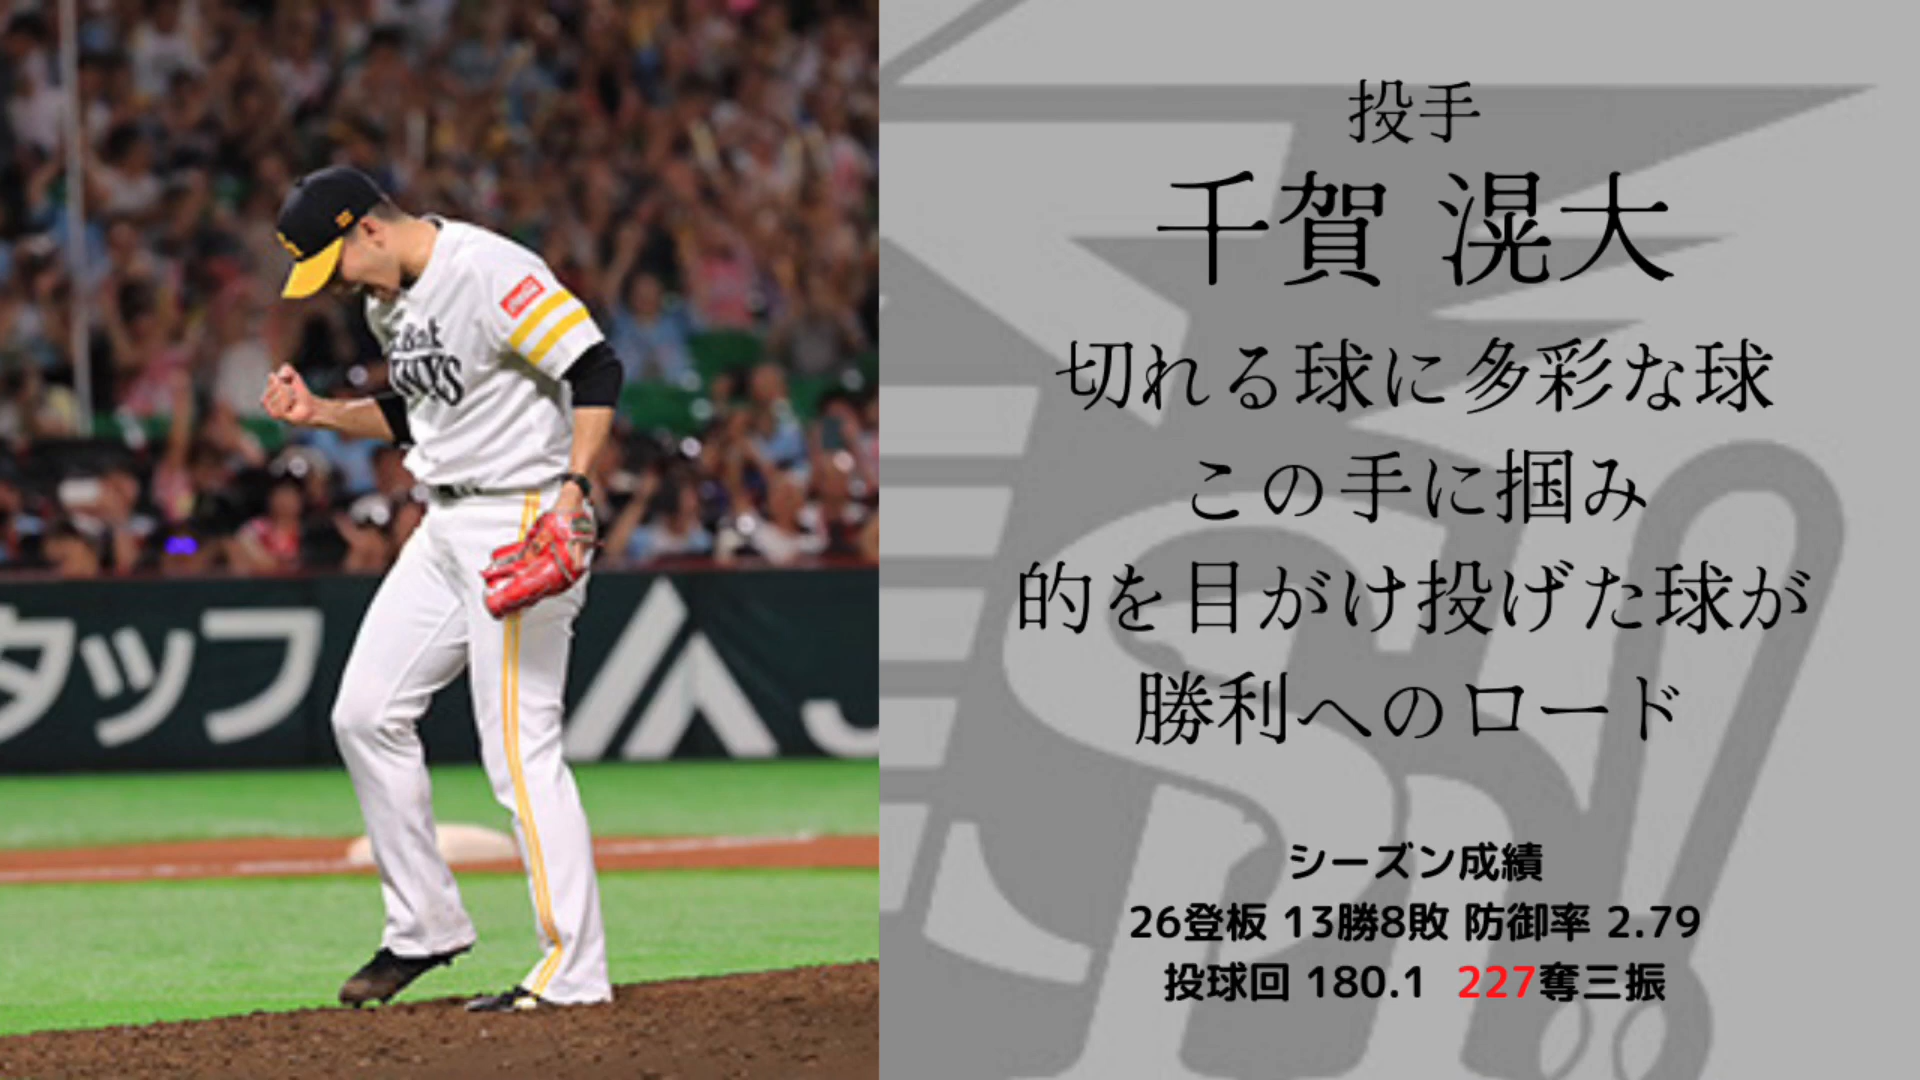 投手
千賀 滉大
切れる球に多彩な球
この手に掴み
的を目がけ投げた球が
勝利へのロード
シーズン成績
26登板 13勝8敗 防御率 2.79
投球回 180.1 227奪三振
タッフ